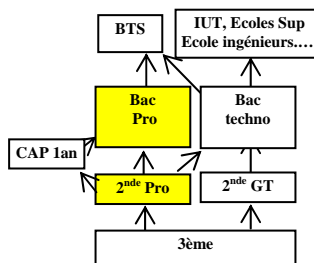 BTS
IUT, Ecoles Sup
Ecole ingénieurs….
Bac
Pro
Bac
techno
CAP 1an
2nde Pro
2nde GT
3ème